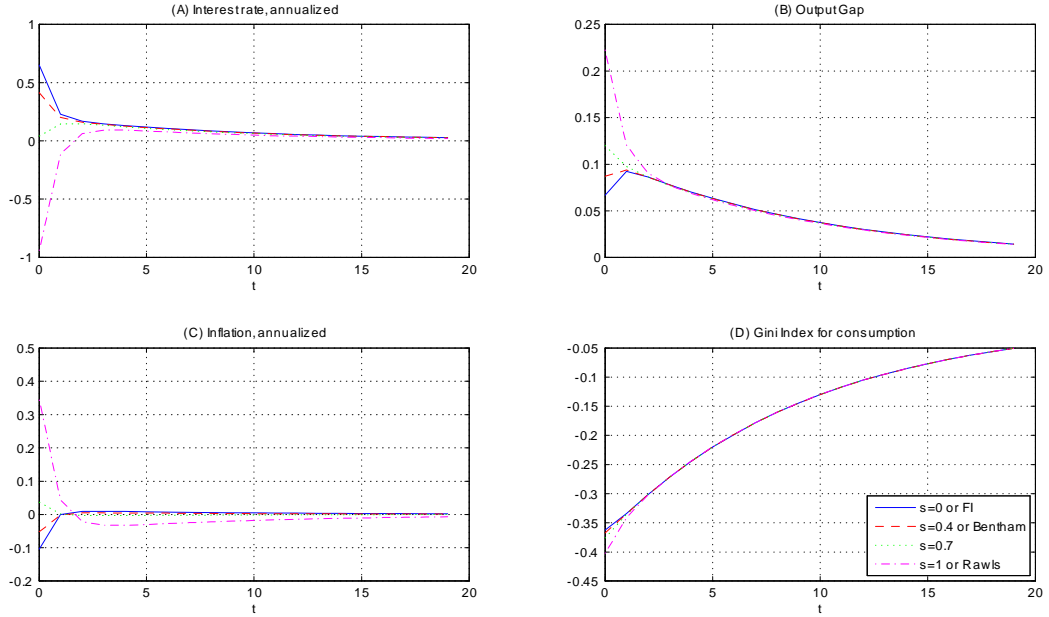 (A) Interest rate, annualized
1
0.5
0
-0.5
-1
0 5 10 15 20
t
(B) Output Gap
0.25
0.2
0.15
0.1
0.05
0
0 5 10 15 20
t
(C) Inflation, annualized
0.5
0.4
0.3
0.2
0.1
0
-0.1
-0.2
0 5 10 15 20
t
(D) Gini Index for consumption
-0.05
-0.1
-0.15
-0.2
-0.25
-0.3
-0.35
-0.4
-0.45
0 5 10 15 20
t
s=0 or FI
s=0.4 or Bentham
s=0.7
s=1 or Rawls